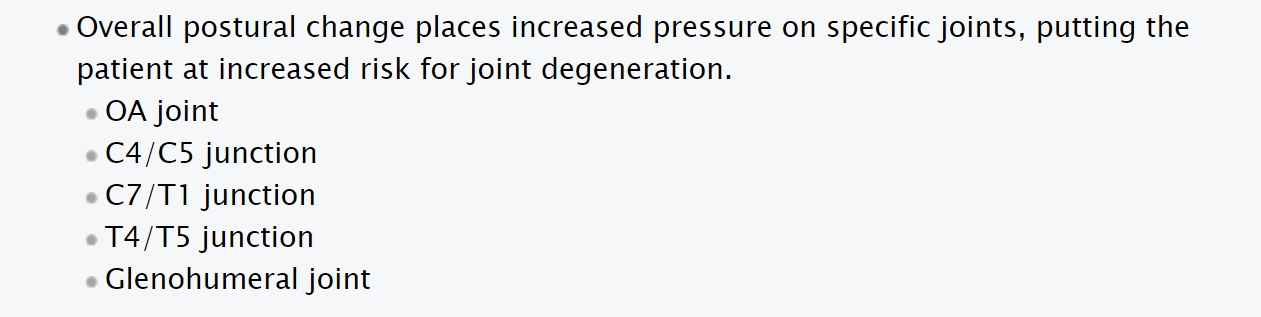 Overall postural change places increased pressure on specific joints, putting the
patient at increased risk for joint degeneration.
OA joint
C4/C5 junction
C7/T1 junction
T4/T5 junction
Glenohumeral joint